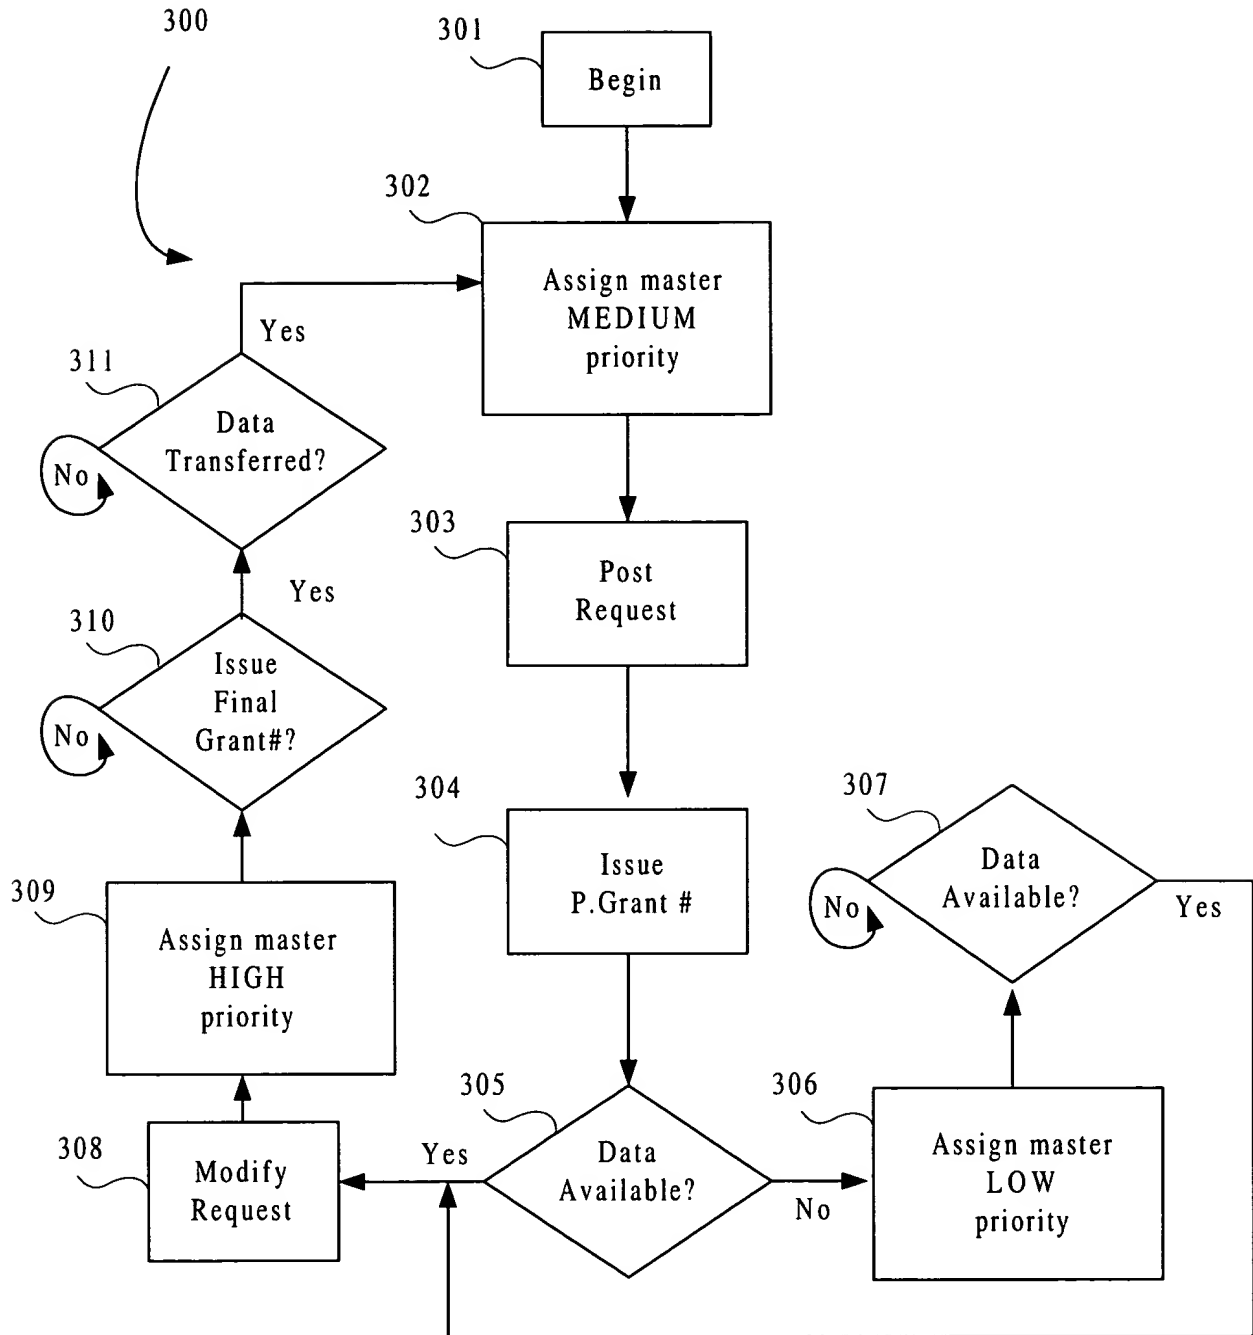 300
301
Begin
302
Assign master
MEDIUM
priority
Yes
311
Data
Transferred?
No
303
Post
Request
Yes
310
Issue
Final
Grant#?
No
304
Issue
P.Grant #
307
Data
Available?
No
Yes
309
Assign master
HIGH
priority
305
Data
Available?
Yes
No
306
Assign master
LOW
priority
308
Modify
Request